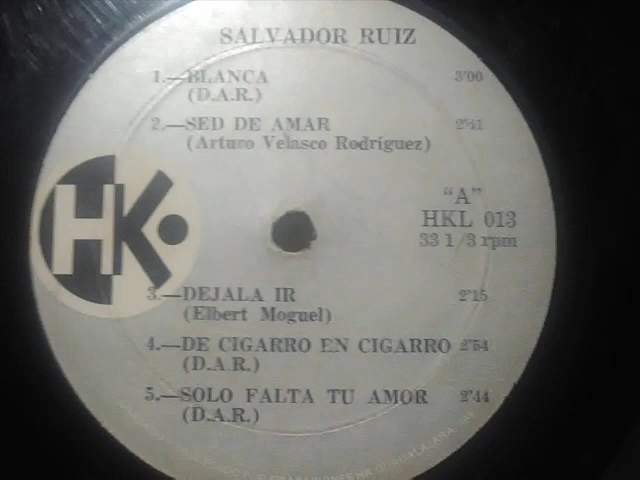 SALVADOR RUIZ
1.—BLANCA 3'00
(D.A.R.)
2.—SED DE AMAR 2'41
(Arturo Velasco Rodríguez)
"A"
HKL 013
33 1/3 rpm
HK
3.—DEJALA IR 2'15
(Elbert Moguel)
4.—DE CIGARRO EN CIGARRO 2'54
(D.A.R.)
5.—SOLO FALTA TU AMOR 2'44
(D.A.R.)
GUADALAJARA, JAL